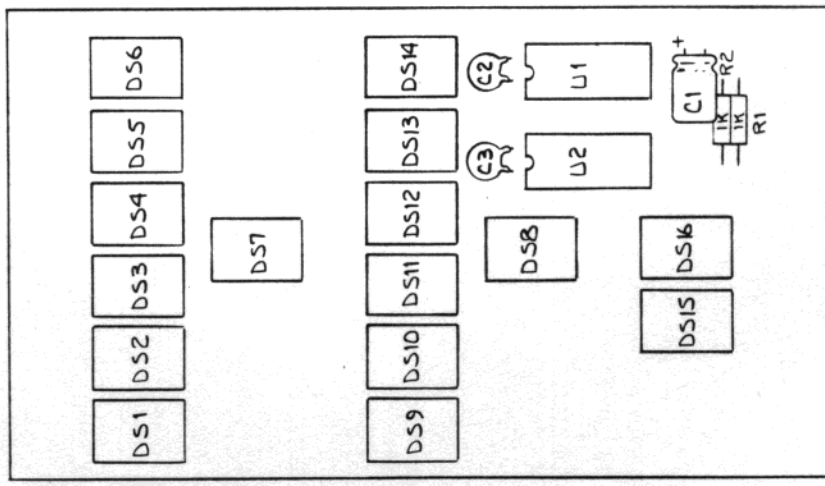 DS6
DS5
DS4
DS3
DS2
DS1
DS7
DS14
DS13
DS12
DS11
DS10
DS9
C2
C3
U1
U2
DS8
+
C1
R2
1K
1K
R1
DS16
DS15